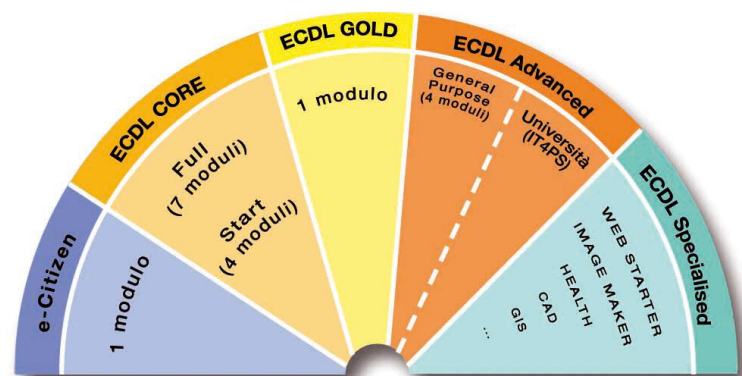 e-Citizen
1 modulo
ECDL CORE
Full
(7 moduli)
Start
(4 moduli)
ECDL GOLD
1 modulo
ECDL Advanced
General
Purpose
(4 moduli)
Università
(IT4PS)
ECDL Specialised
WEB STARTER
IMAGE MAKER
HEALTH
CAD
GIS
...